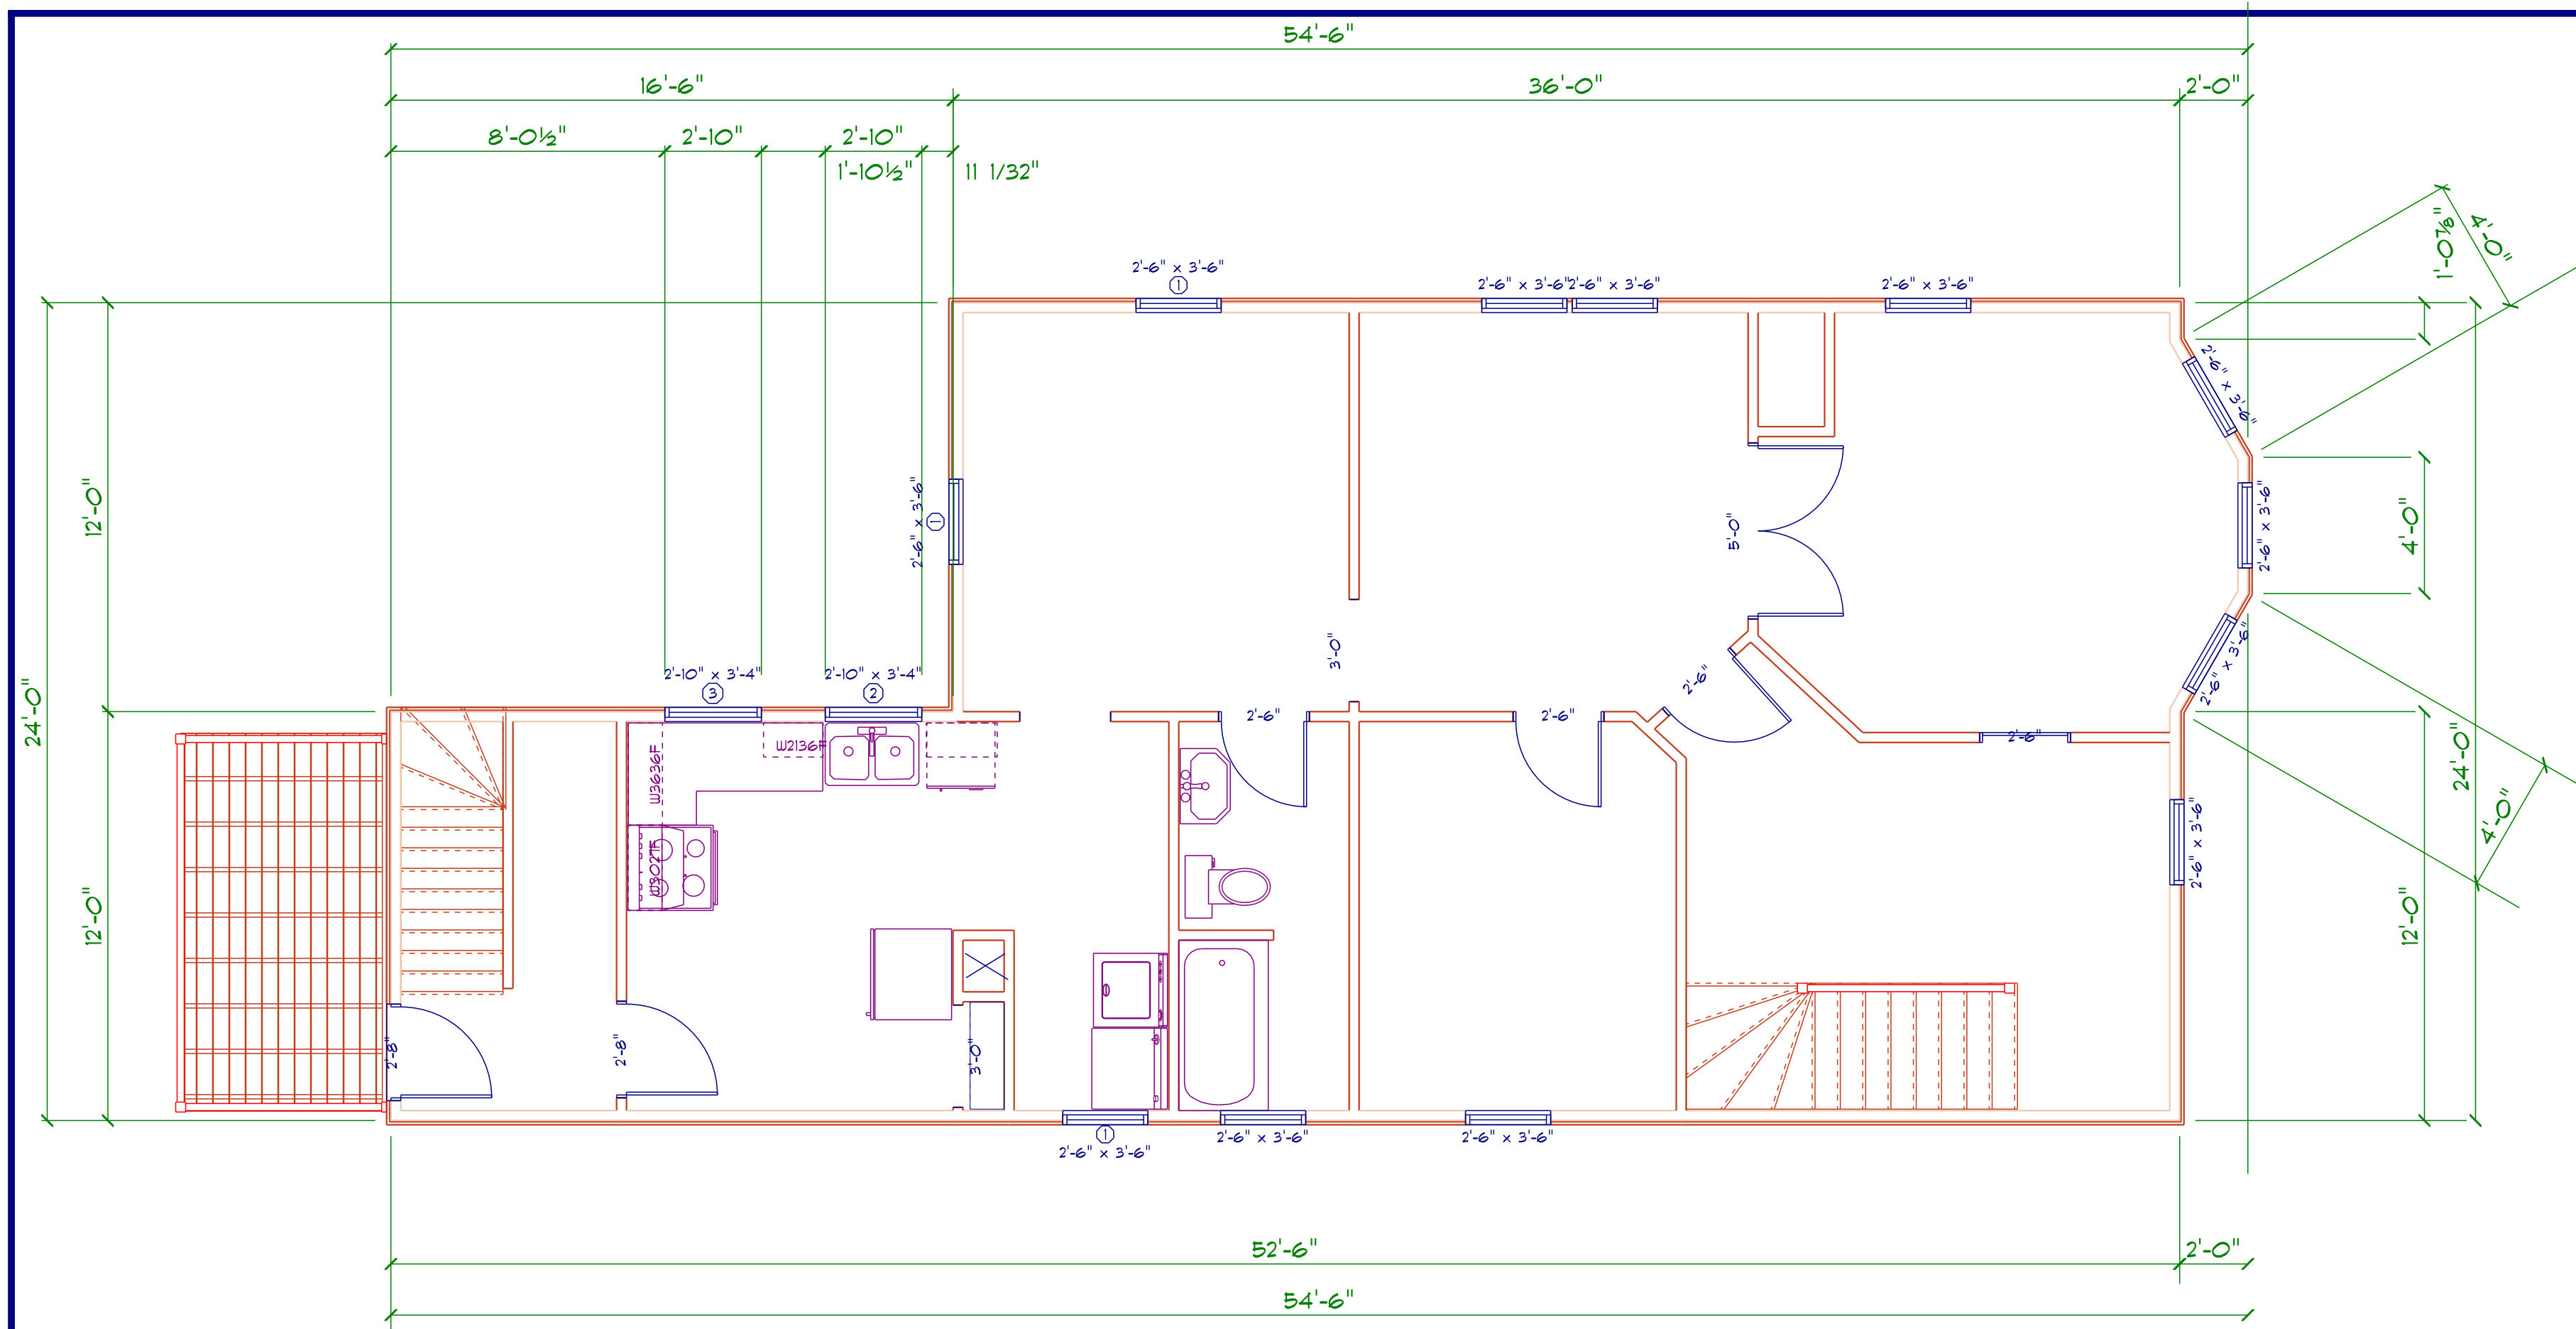 54'-6"
16'-6" 36'-0" 2'-0"
8'-0½" 2'-10" 2'-10"
1'-10½" 11 1/32"
1'-0⅞" 4'-0"
2'-6" x 3'-6"
1
2'-6" x 3'-6" 2'-6" x 3'-6"
2'-6" x 3'-6"
2'-6" x 3'-6"
12'-0"
2'-6" x 3'-6"
1
5'-0"
2'-6" x 3'-6"
4'-0"
24'-0"
3'-0"
2'-6"
2'-6" x 3'-6"
2'-10" x 3'-4" 2'-10" x 3'-4"
3 2
2'-6" 2'-6" 2'-6"
W2136F
W3636F
W3027F
24'-0"
4'-0"
2'-6" x 3'-6"
12'-0"
12'-0"
2'-8" 2'-8" 3'-0"
1
2'-6" x 3'-6" 2'-6" x 3'-6" 2'-6" x 3'-6"
52'-6" 2'-0"
54'-6"